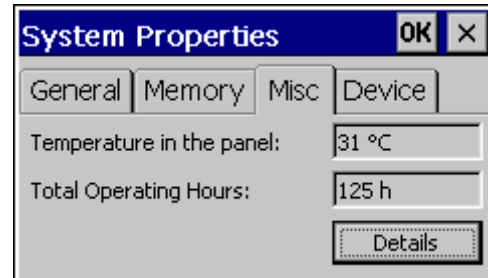 System Properties OK ×
General Memory Misc Device
Temperature in the panel: 31 °C
Total Operating Hours: 125 h
Details